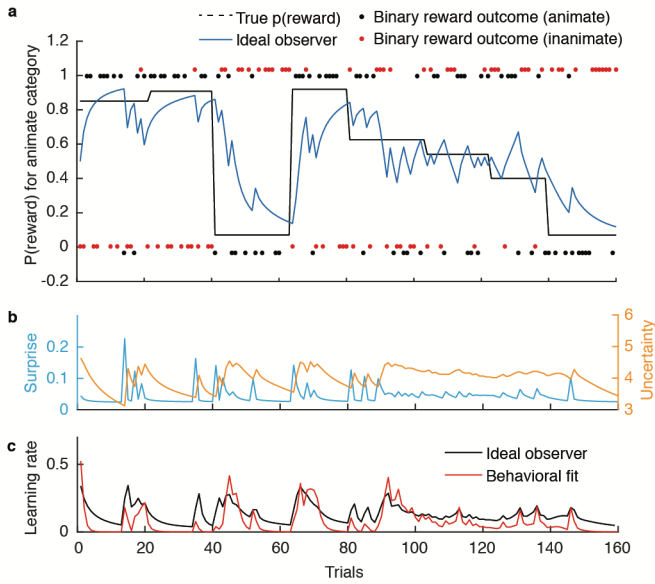 a
True p(reward)
Binary reward outcome (animate)
Ideal observer
Binary reward outcome (inanimate)
P(reward) for animate category
1.2
1
0.8
0.6
0.4
0.2
0
-0.2
b
Surprise
0.2
0.1
0
Uncertainty
6
5
4
3
c
Learning rate
0.5
0
Ideal observer
Behavioral fit
0 20 40 60 80 100 120 140 160
Trials